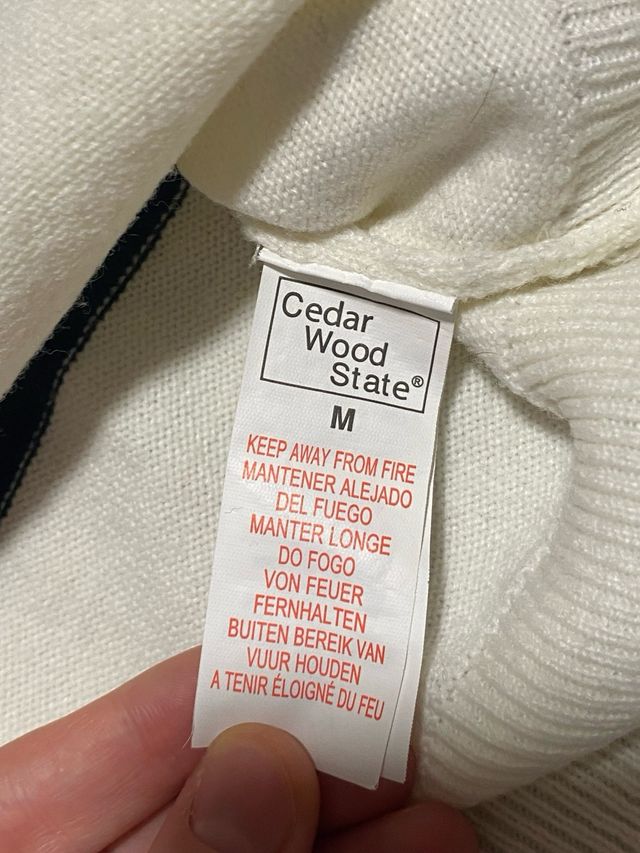 Cedar
Wood
State®
M
KEEP AWAY FROM FIRE
MANTENER ALEJADO
DEL FUEGO
MANTER LONGE
DO FOGO
VON FEUER
FERNHALTEN
BUITEN BEREIK VAN
VUUR HOUDEN
A TENIR ÉLOIGNÉ DU FEU